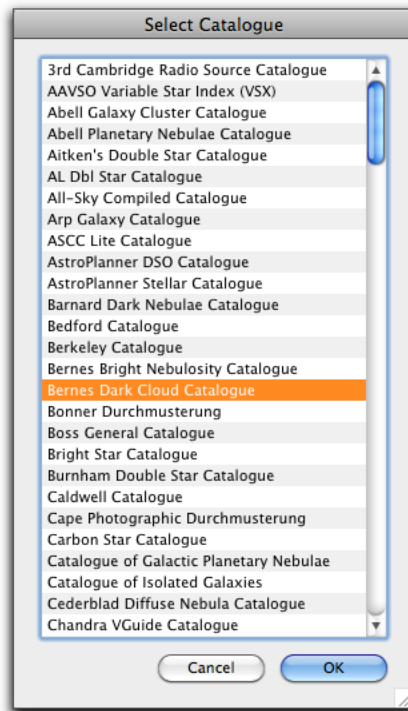 Select Catalogue
3rd Cambridge Radio Source Catalogue
AAVSO Variable Star Index (VSX)
Abell Galaxy Cluster Catalogue
Abell Planetary Nebulae Catalogue
Aitken's Double Star Catalogue
AL Dbl Star Catalogue
All-Sky Compiled Catalogue
Arp Galaxy Catalogue
ASCC Lite Catalogue
AstroPlanner DSO Catalogue
AstroPlanner Stellar Catalogue
Barnard Dark Nebulae Catalogue
Bedford Catalogue
Berkeley Catalogue
Bernes Bright Nebulosity Catalogue
Bernes Dark Cloud Catalogue
Bonner Durchmusterung
Boss General Catalogue
Bright Star Catalogue
Burnham Double Star Catalogue
Caldwell Catalogue
Cape Photographic Durchmusterung
Carbon Star Catalogue
Catalogue of Galactic Planetary Nebulae
Catalogue of Isolated Galaxies
Cederblad Diffuse Nebula Catalogue
Chandra VGuide Catalogue
Cancel OK